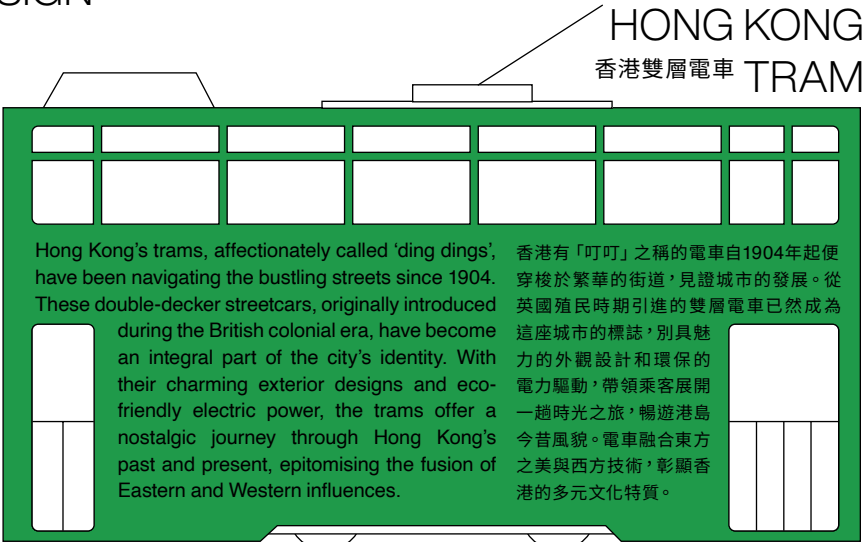 SIGN
HONG KONG
香港雙層電車 TRAM
Hong Kong’s trams, affectionately called ‘ding dings’,
have been navigating the bustling streets since 1904.
These double-decker streetcars, originally introduced
during the British colonial era, have become
an integral part of the city’s identity. With
their charming exterior designs and eco-
friendly electric power, the trams offer a
nostalgic journey through Hong Kong’s
past and present, epitomising the fusion of
Eastern and Western influences.
香港有「叮叮」之稱的電車自1904年起便
穿梭於繁華的街道，見證城市的發展。從
英國殖民時期引進的雙層電車已然成為
這座城市的標誌，別具魅
力的外觀設計和環保的
電力驅動，帶領乘客展開
一趟時光之旅，暢遊港島
今昔風貌。電車融合東方
之美與西方技術，彰顯香
港的多元文化特質。